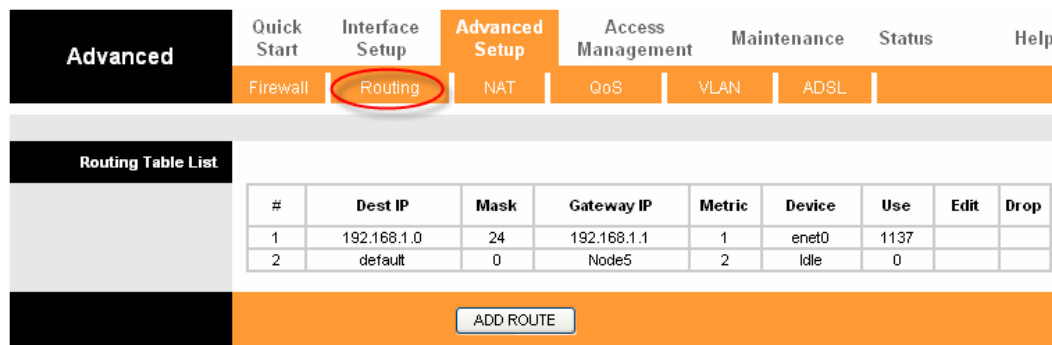 Advanced
Quick Start
Interface Setup
Advanced Setup
Access Management
Maintenance
Status
Help
Firewall
Routing
NAT
QoS
VLAN
ADSL
Routing Table List
# Dest IP Mask Gateway IP Metric Device Use Edit Drop
1 192.168.1.0 24 192.168.1.1 1 enet0 1137
2 default 0 Node5 2 Idle 0
ADD ROUTE